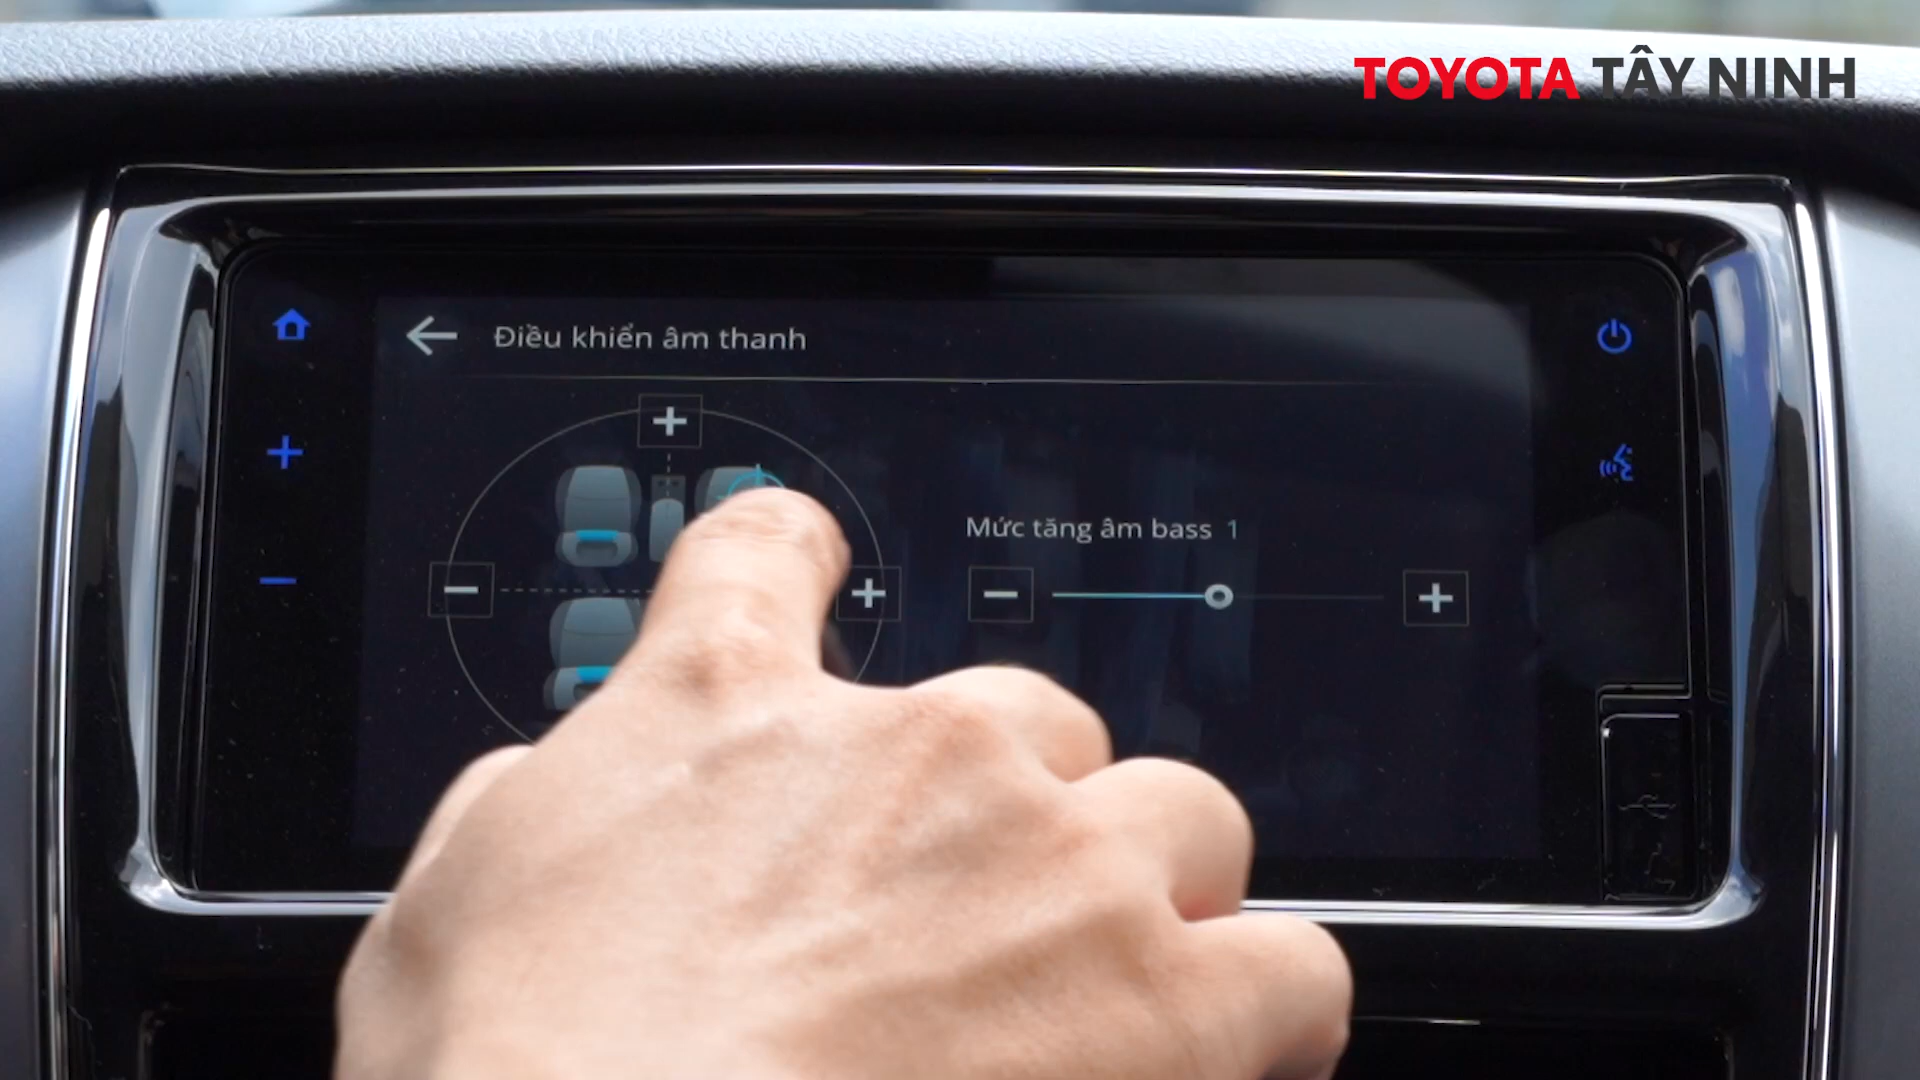 TOYOTA TÂY NINH
Điều khiển âm thanh
Mức tăng âm bass 1